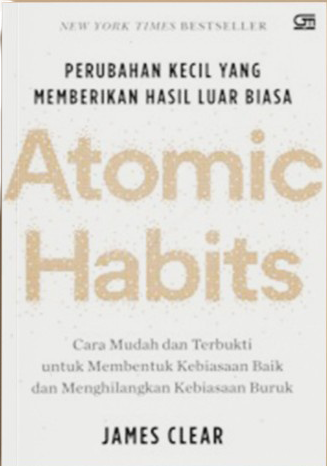 NEW YORK TIMES BESTSELLER
PERUBAHAN KECIL YANG
MEMBERIKAN HASIL LUAR BIASA
Atomic
Habits
Cara Mudah dan Terbukti
untuk Membentuk Kebiasaan Baik
dan Menghilangkan Kebiasaan Buruk
JAMES CLEAR